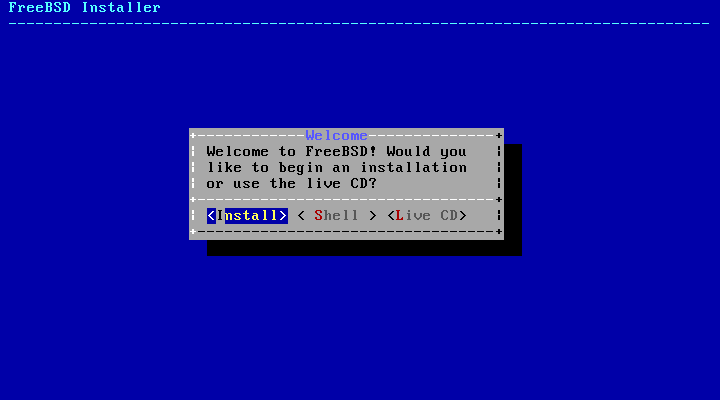 FreeBSD Installer
Welcome
Welcome to FreeBSD! Would you
like to begin an installation
or use the live CD?
<Install> < Shell > <Live CD>